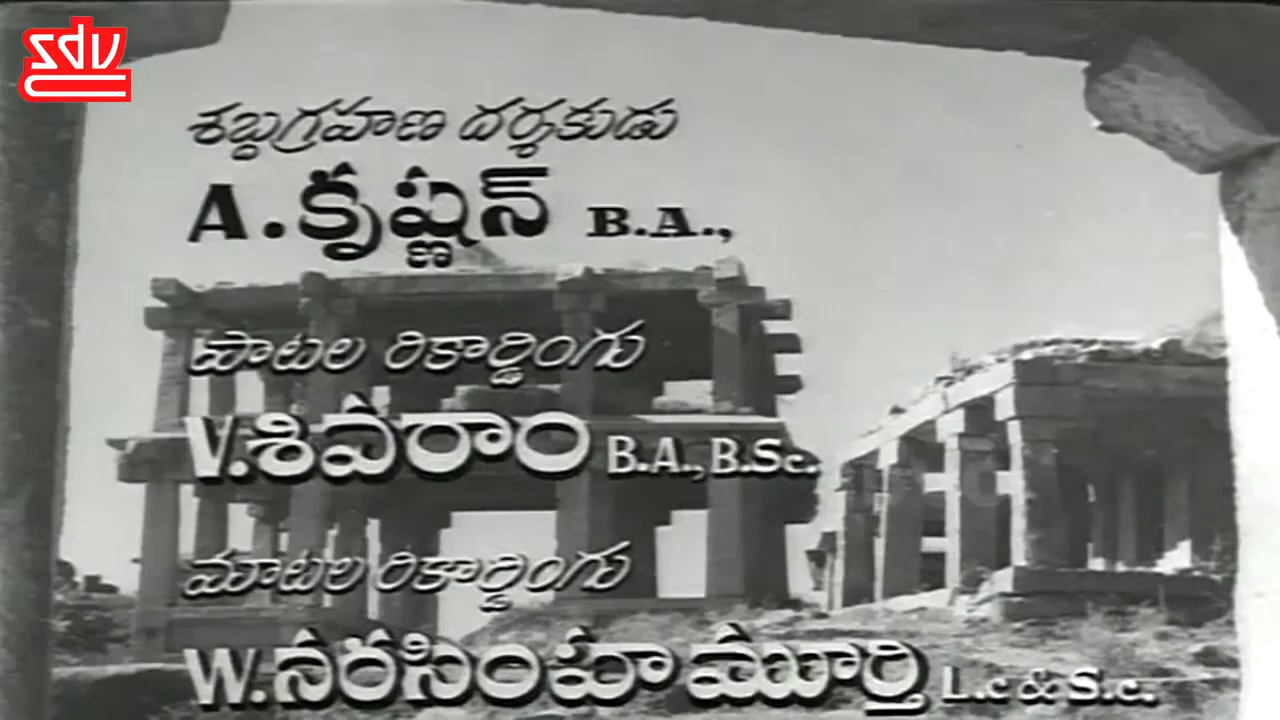 sdv
శబ్దగ్రహణ దర్శకుడు
A. కృష్ణన్ B.A.,
పాటల రికార్డింగు
V. శివరాం B.A., B.Sc.
మాటల రికార్డింగు
W. నరసింహమూర్తి L.c & S.c.